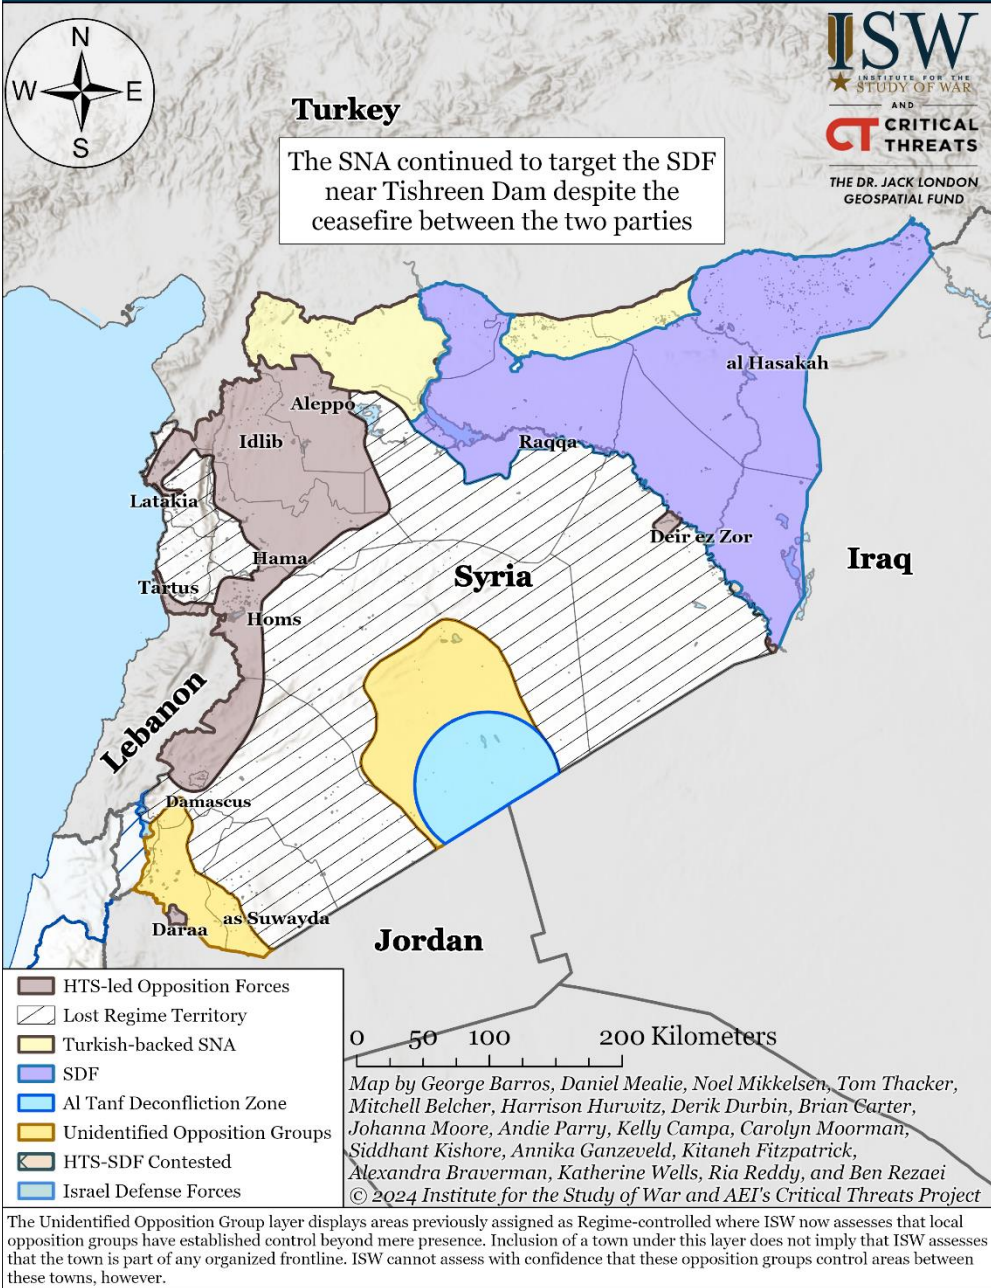 N
W E
S
ISW
INSTITUTE FOR THE
STUDY OF WAR
AND
CT CRITICAL
THREATS
THE DR. JACK LONDON
GEOSPATIAL FUND
Turkey
The SNA continued to target the SDF
near Tishreen Dam despite the
ceasefire between the two parties
al Hasakah
Aleppo
Idlib
Raqqa
Latakia
Deir ez Zor
Hama
Iraq
Syria
Tartus
Homs
Lebanon
Damascus
as Suwayda
Daraa
Jordan
HTS-led Opposition Forces
Lost Regime Territory
Turkish-backed SNA
SDF
Al Tanf Deconfliction Zone
Unidentified Opposition Groups
HTS-SDF Contested
Israel Defense Forces
0 50 100 200 Kilometers
Map by George Barros, Daniel Mealie, Noel Mikkelsen, Tom Thacker,
Mitchell Belcher, Harrison Hurwitz, Derik Durbin, Brian Carter,
Johanna Moore, Andie Parry, Kelly Campa, Carolyn Moorman,
Siddhant Kishore, Annika Ganzeveld, Kitaneh Fitzpatrick,
Alexandra Braverman, Katherine Wells, Ria Reddy, and Ben Rezaei
© 2024 Institute for the Study of War and AEI's Critical Threats Project
The Unidentified Opposition Group layer displays areas previously assigned as Regime-controlled where ISW now assesses that local
opposition groups have established control beyond mere presence. Inclusion of a town under this layer does not imply that ISW assesses
that the town is part of any organized frontline. ISW cannot assess with confidence that these opposition groups control areas between
these towns, however.